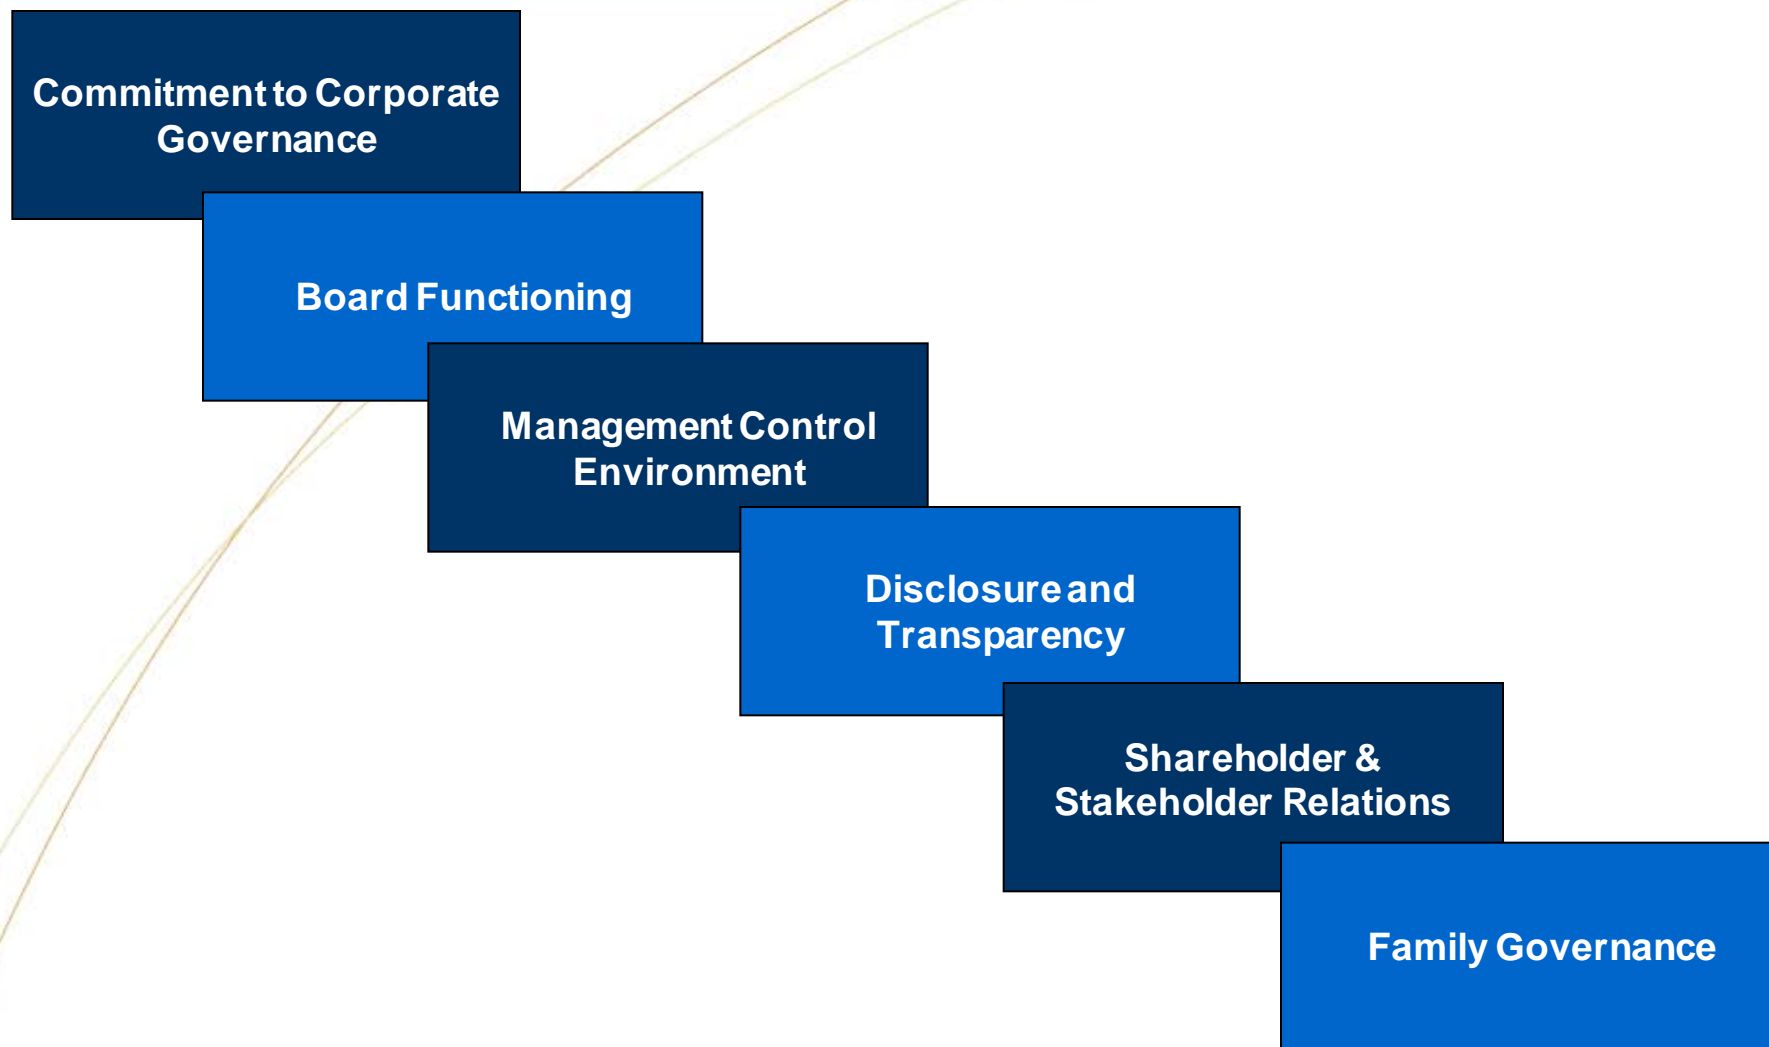 Commitment to Corporate
Governance
Board Functioning
Management Control
Environment
Disclosure and
Transparency
Shareholder &
Stakeholder Relations
Family Governance